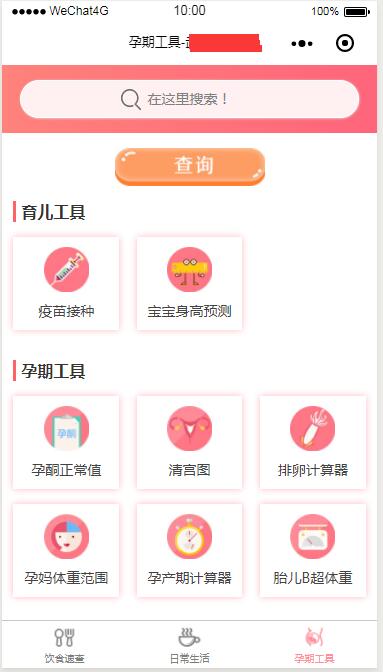 WeChat4G
10:00
100%
孕期工具-
在这里搜索！
查询
育儿工具
疫苗接种
宝宝身高预测
孕期工具
孕酮
孕酮正常值
清宫图
排卵计算器
孕妈体重范围
孕产期计算器
胎儿B超体重
饮食速查
日常生活
孕期工具